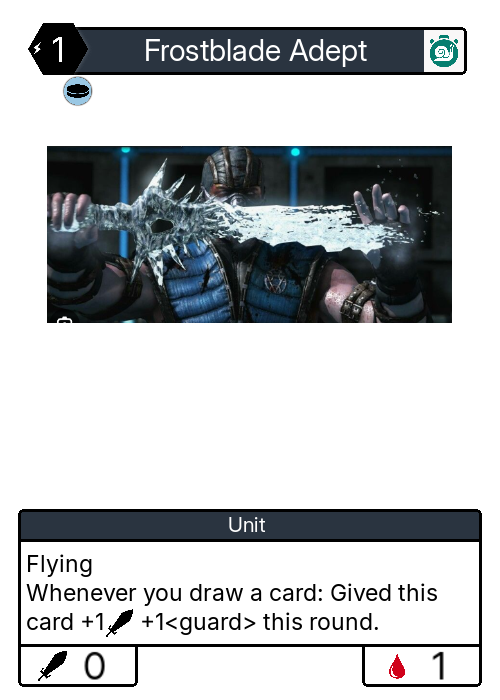 1
Frostblade Adept
Unit
Flying
Whenever you draw a card: Gived this
card +1 +1<guard> this round.
0
1